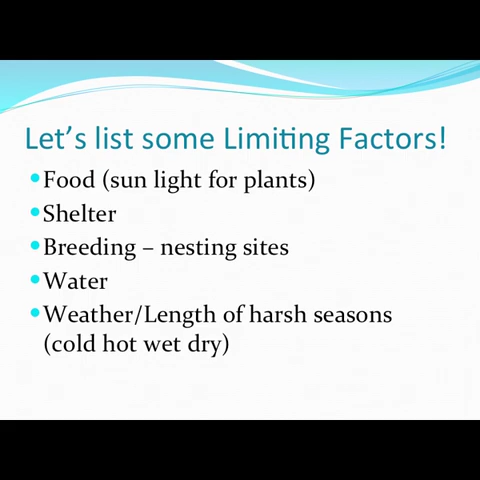 Let's list some Limiting Factors!
•Food (sun light for plants)
•Shelter
•Breeding – nesting sites
•Water
•Weather/Length of harsh seasons
(cold hot wet dry)